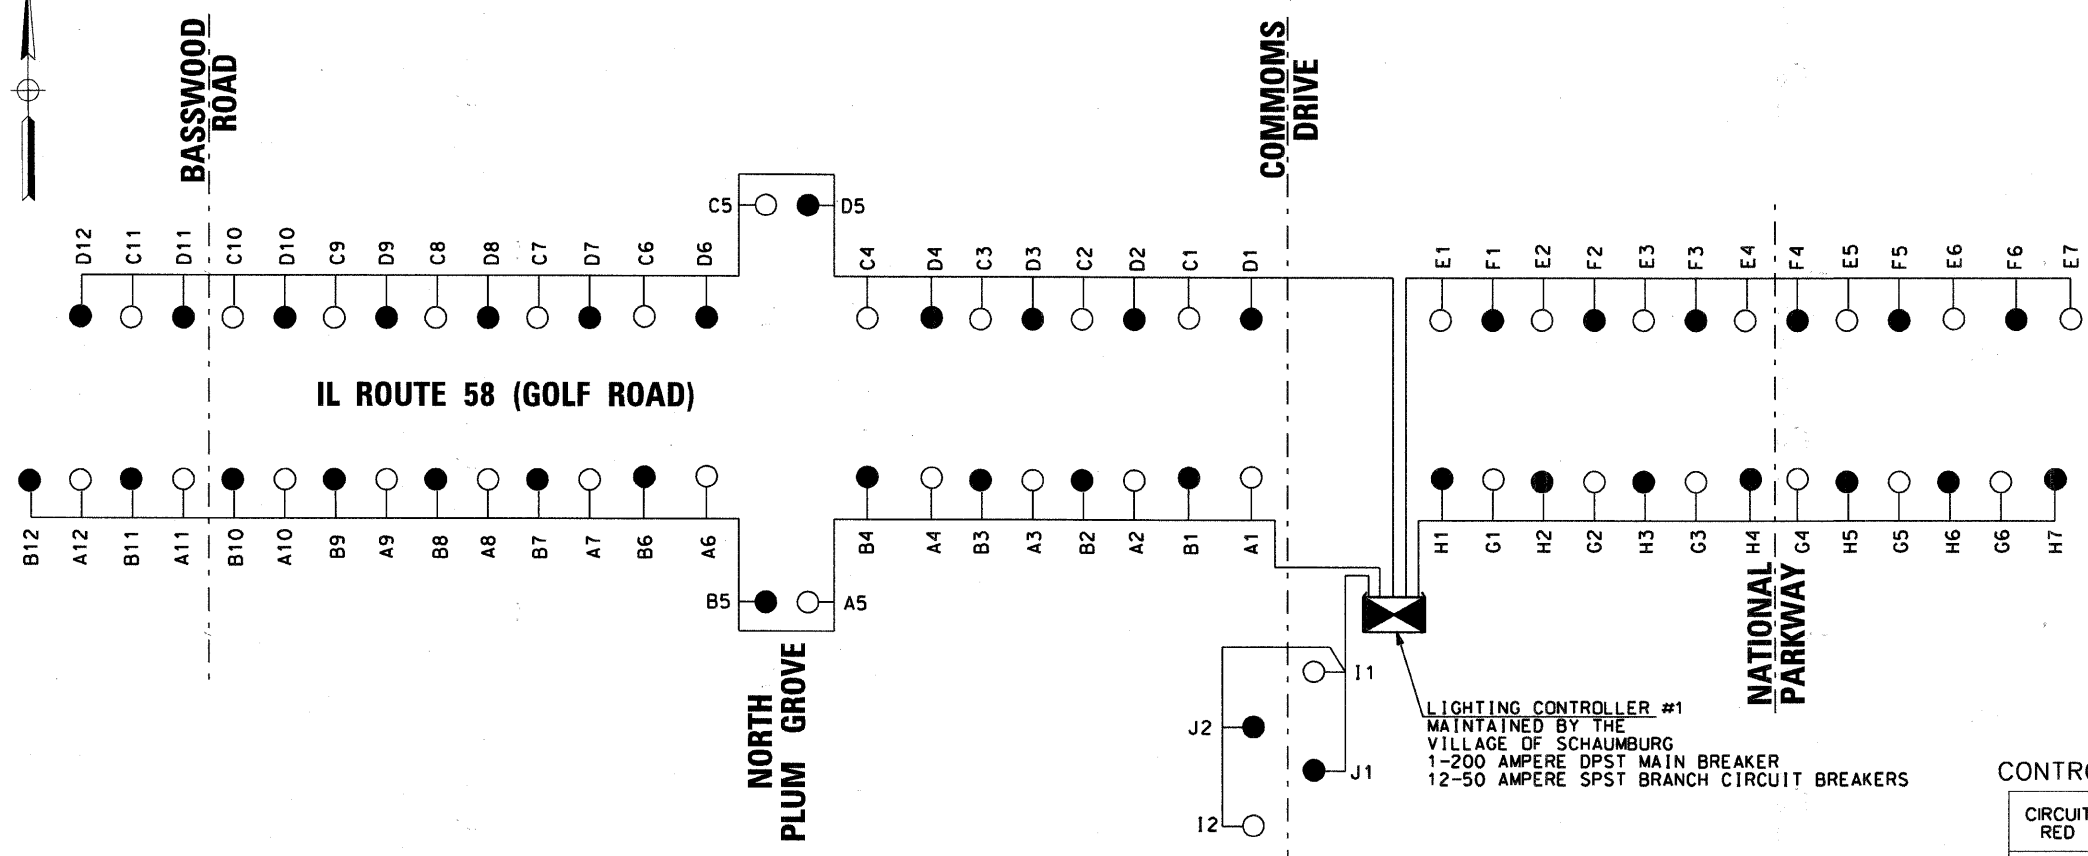 BASSWOOD
ROAD
COMMOMS
DRIVE
C5
D5
D12
C11
D11
C10
D10
C9
D9
C8
D8
C7
D7
C6
D6
C4
D4
C3
D3
C2
D2
C1
D1
E1
F1
E2
F2
E3
F3
E4
F4
E5
F5
E6
F6
E7
IL ROUTE 58 (GOLF ROAD)
B12
A12
B11
A11
B10
A10
B9
A9
B8
A8
B7
A7
B6
A6
B4
A4
B3
A3
B2
A2
B1
A1
H1
G1
H2
G2
H3
G3
H4
G4
H5
G5
H6
G6
H7
B5
A5
NORTH
PLUM GROVE
NATIONAL
PARKWAY
I1
J2
J1
I2
LIGHTING CONTROLLER #1
MAINTAINED BY THE
VILLAGE OF SCHAUMBURG
1-200 AMPERE DPST MAIN BREAKER
12-50 AMPERE SPST BRANCH CIRCUIT BREAKERS
CONTRO
CIRCUIT
RED